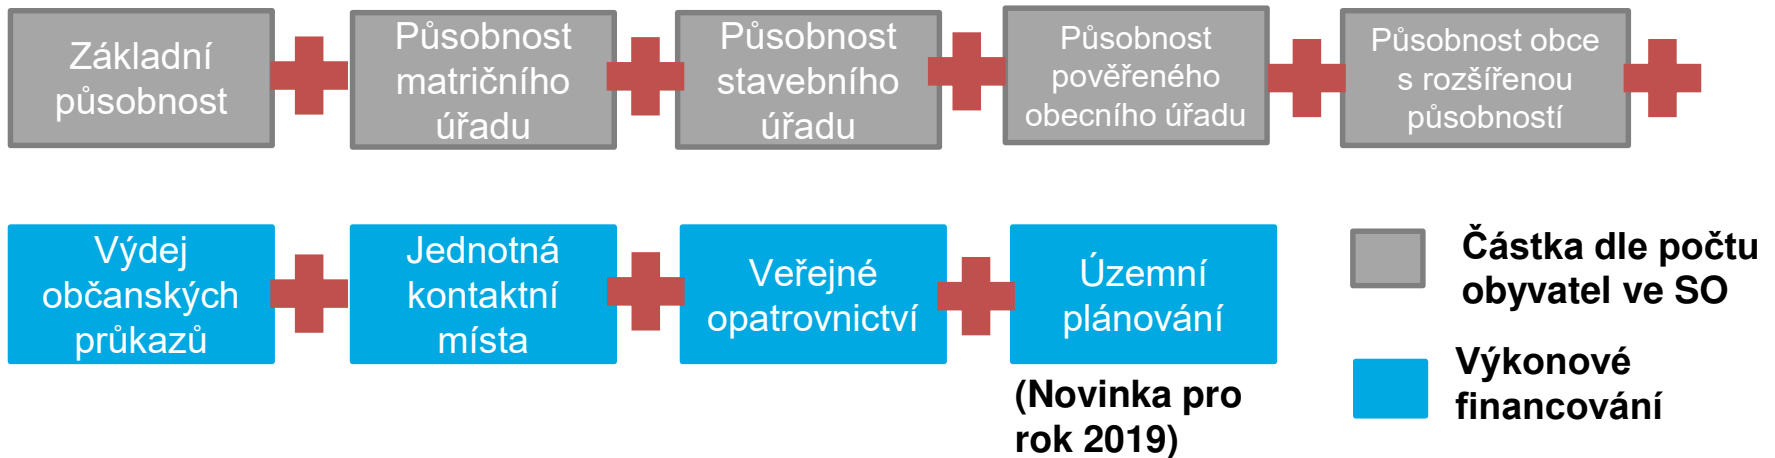 Základní
působnost
Působnost
matričního
úřadu
Působnost
stavebního
úřadu
Působnost
pověřeného
obecního úřadu
Působnost obce
s rozšířenou
působností
Výdej
občanských
průkazů
Jednotná
kontaktní
místa
Veřejné
opatrovnictví
Územní
plánování
(Novinka pro
rok 2019)
Částka dle počtu
obyvatel ve SO
Výkonové
financování